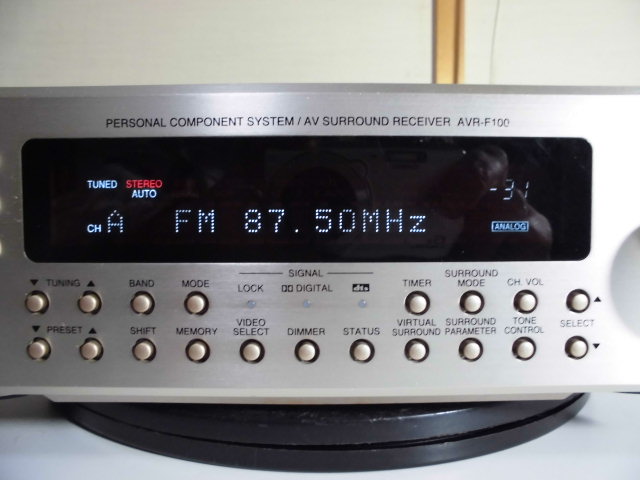 PERSONAL COMPONENT SYSTEM / AV SURROUND RECEIVER AVR-F100
TUNED STEREO
AUTO
-31
CH A FM 87.50MHz
ANALOG
SIGNAL
▼ TUNING ▲ BAND MODE LOCK DIGITAL dts TIMER SURROUND MODE CH. VOL ▲
▼ PRESET ▲ SHIFT MEMORY VIDEO SELECT DIMMER STATUS VIRTUAL SURROUND SURROUND PARAMETER TONE CONTROL SELECT ▼